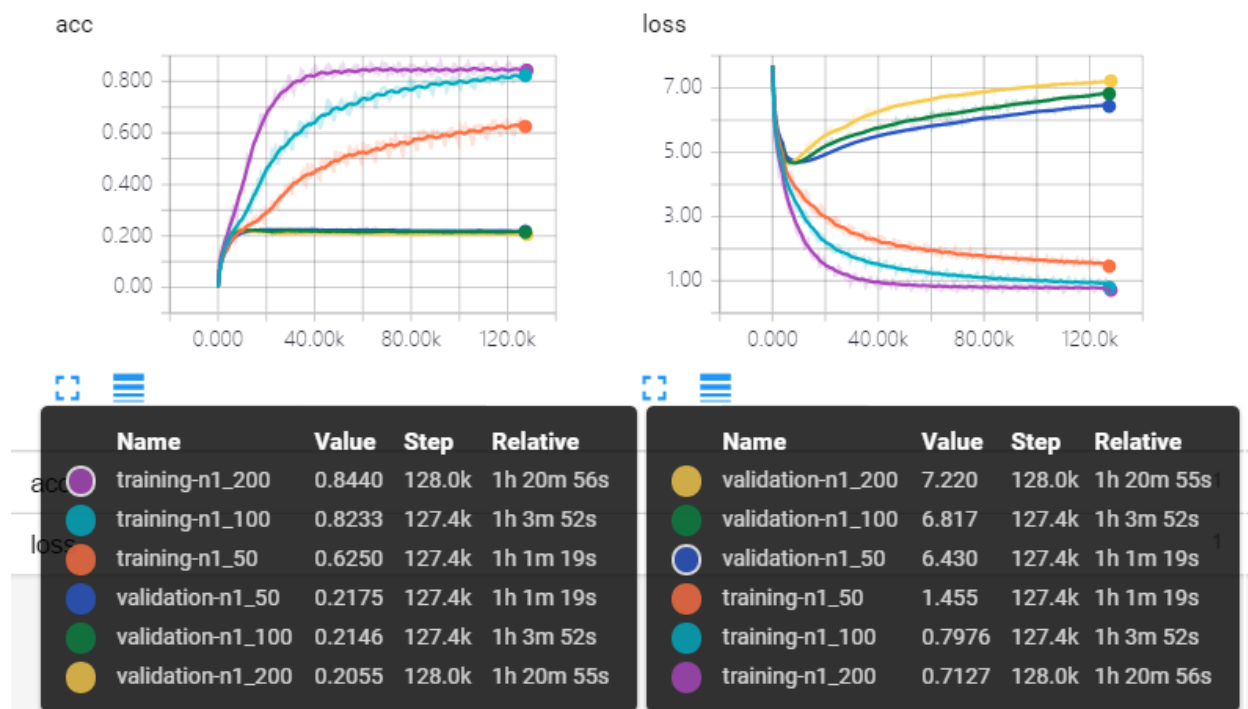 acc
0.800
0.600
0.400
0.200
0.00
0.000 40.00k 80.00k 120.0k
loss
7.00
5.00
3.00
1.00
0.000 40.00k 80.00k 120.0k
acc
loss
Name Value Step Relative
training-n1_200 0.8440 128.0k 1h 20m 56s
training-n1_100 0.8233 127.4k 1h 3m 52s
training-n1_50 0.6250 127.4k 1h 1m 19s
validation-n1_50 0.2175 127.4k 1h 1m 19s
validation-n1_100 0.2146 127.4k 1h 3m 52s
validation-n1_200 0.2055 128.0k 1h 20m 55s
Name Value Step Relative
validation-n1_200 7.220 128.0k 1h 20m 55s
validation-n1_100 6.817 127.4k 1h 3m 52s
validation-n1_50 6.430 127.4k 1h 1m 19s
training-n1_50 1.455 127.4k 1h 1m 19s
training-n1_100 0.7976 127.4k 1h 3m 52s
training-n1_200 0.7127 128.0k 1h 20m 56s
1
1